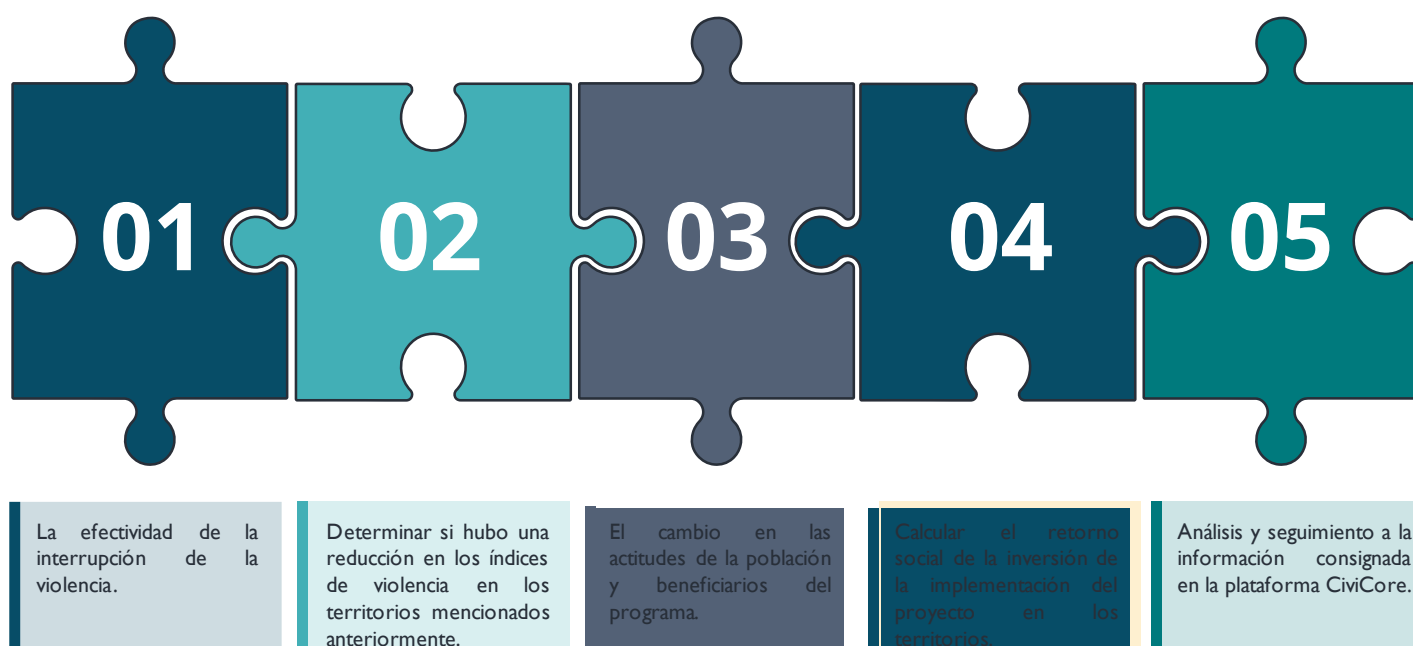 01
02
03
04
05
La efectividad de la
interrupción de la
violencia.
Determinar si hubo una
reducción en los índices
de violencia en los
territorios mencionados
anteriormente.
El cambio en las
actitudes de la población
y beneficiarios del
programa.
Calcular el retorno
social de la inversión de
la implementación del
proyecto en los
territorios.
Análisis y seguimiento a la
información consignada
en la plataforma CiviCore.